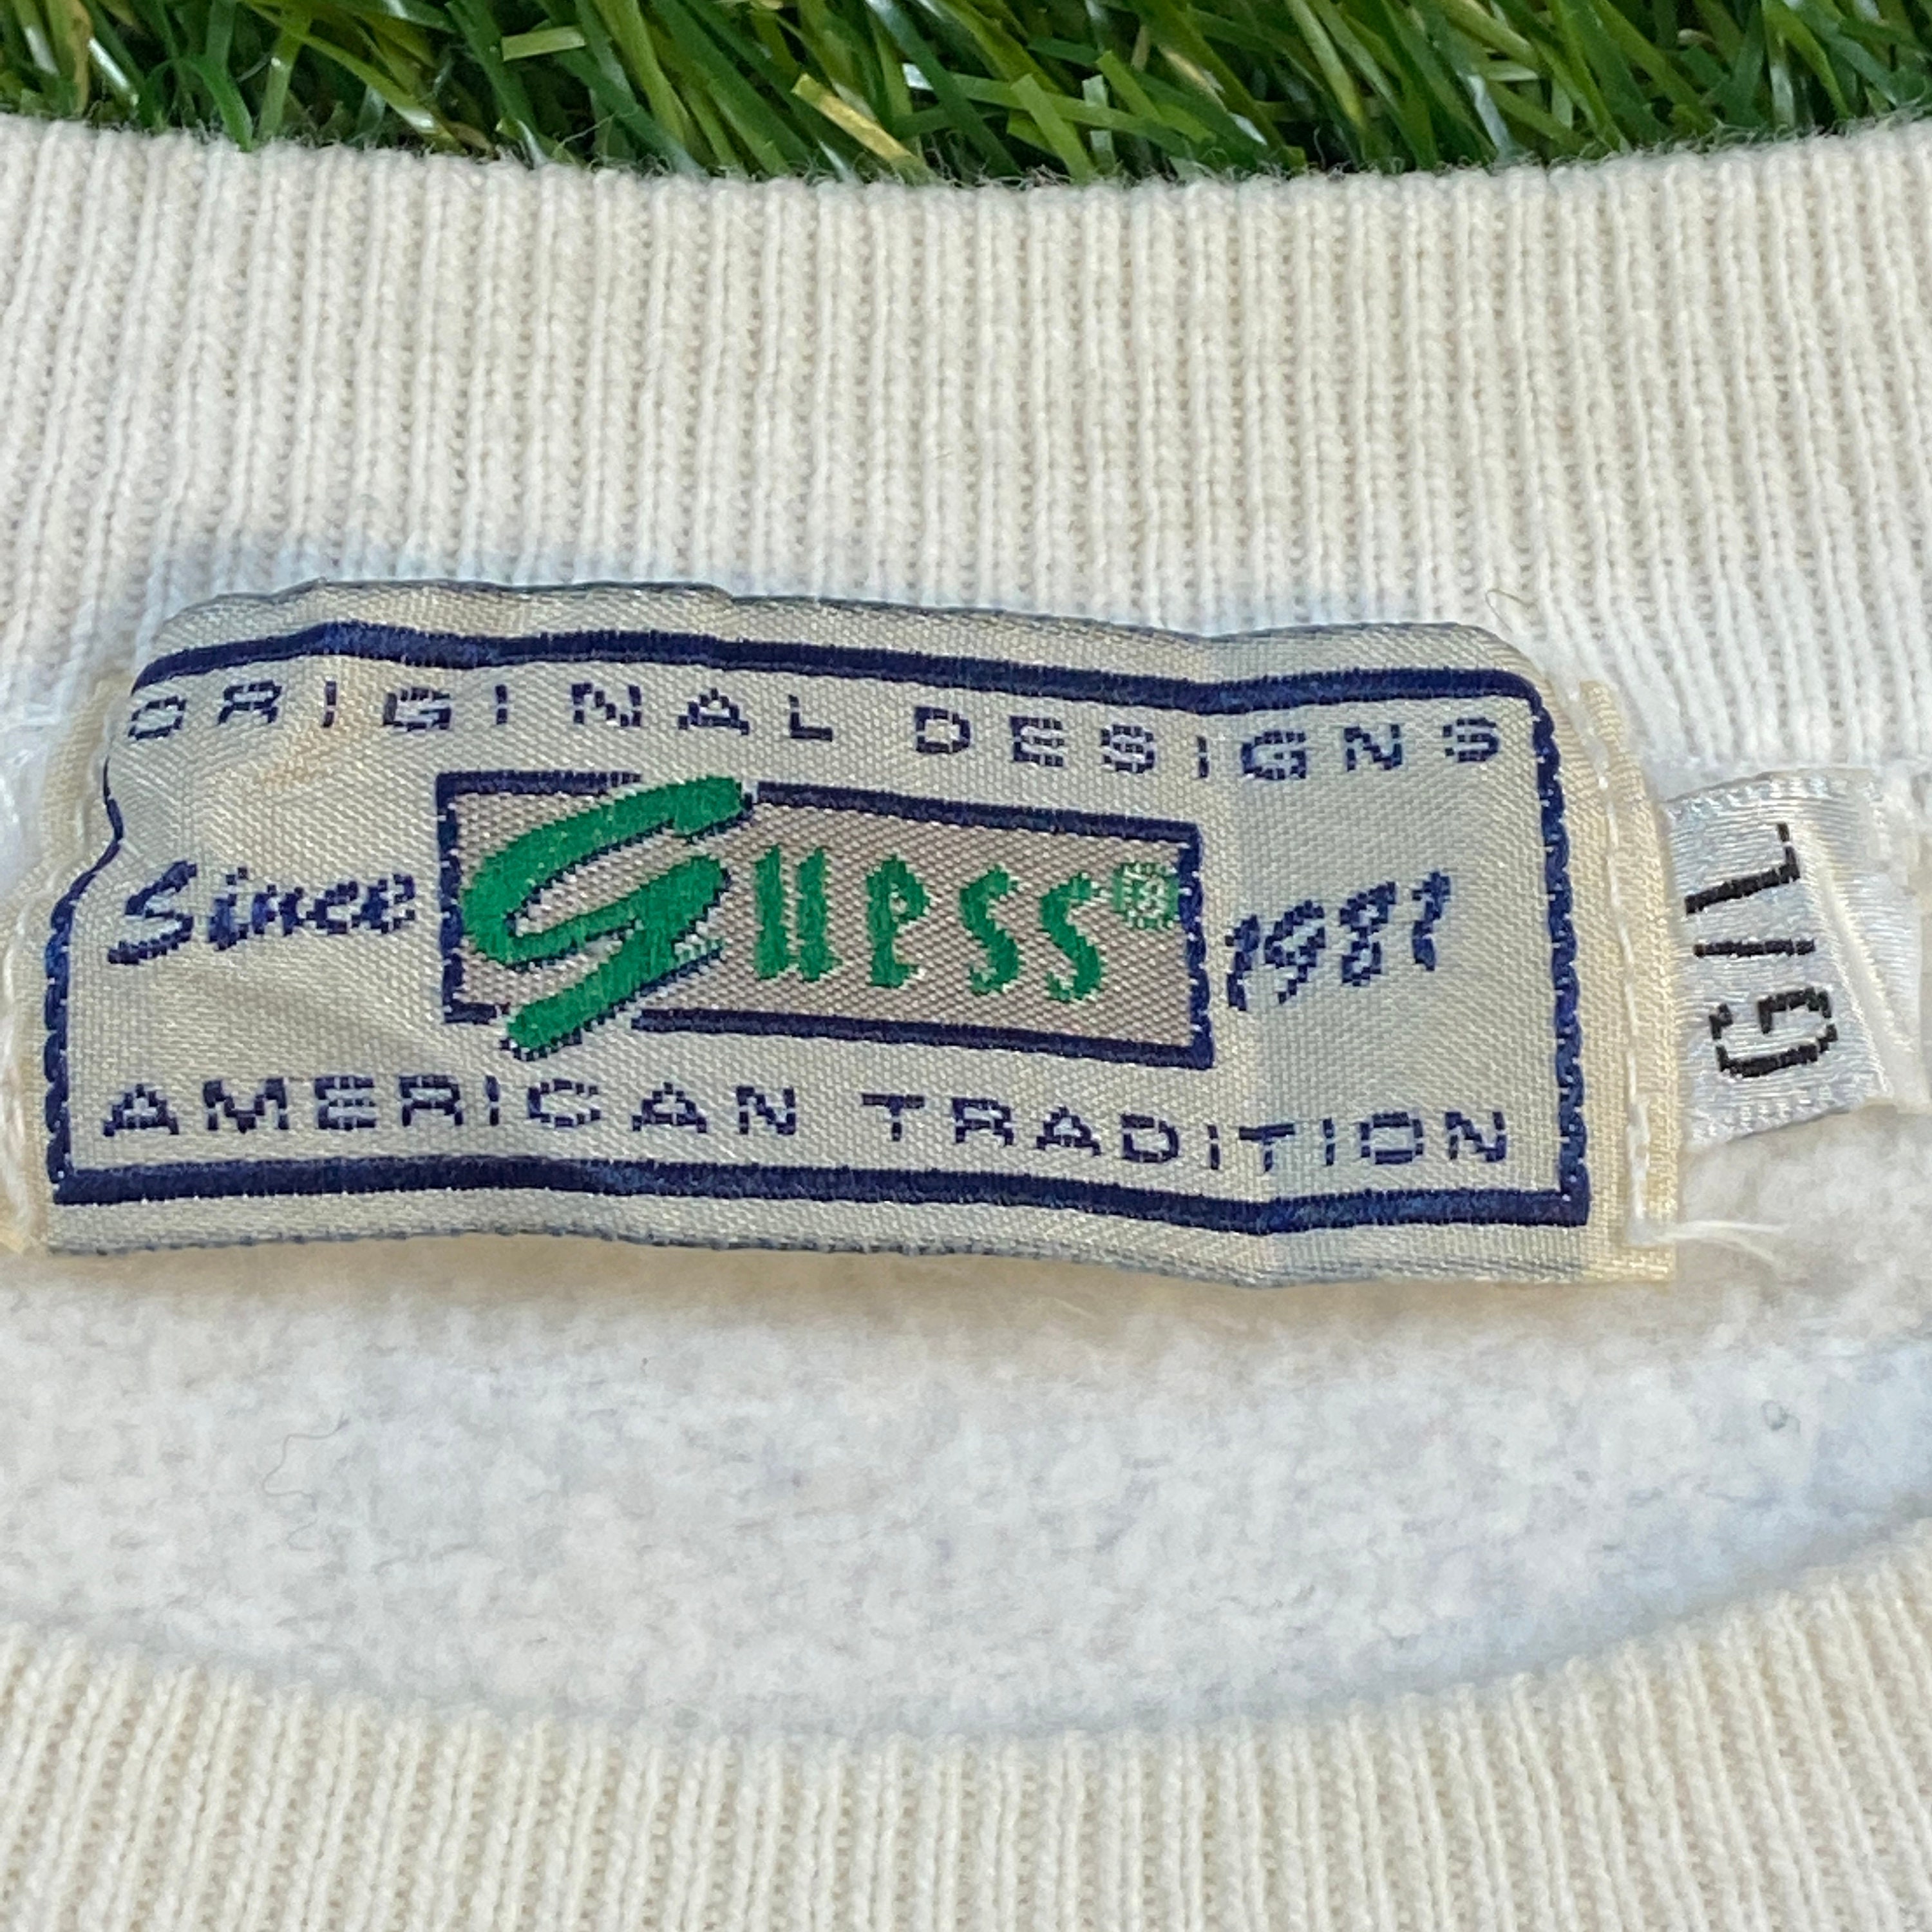 ORIGINAL DESIGNS
Since Guess® 1981
AMERICAN TRADITION
G/L